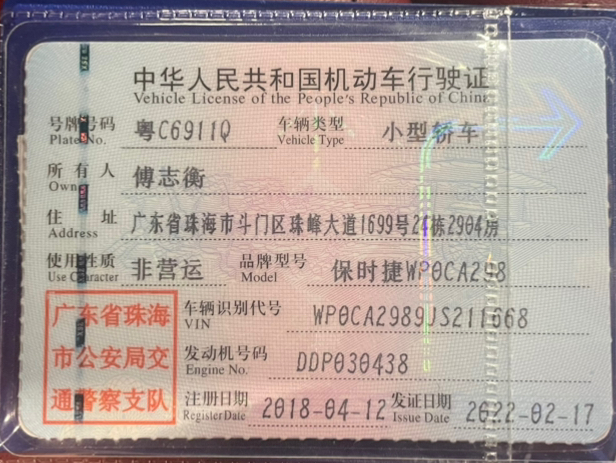 中华人民共和国机动车行驶证
Vehicle License of the People's Republic of China
号牌号码 粤C6911Q 车辆类型 小型轿车
Plate No. Vehicle Type
所有人 傅志衡
Owner
住址 广东省珠海市斗门区珠峰大道1699号24栋2904房
Address
使用性质 非营运 品牌型号 保时捷WP0CA298
Use Character Model
广东省珠海
市公安局交
通警察支队
车辆识别代号 WP0CA2989JS211668
VIN
发动机号码 DDP030438
Engine No.
注册日期 2018-04-12 发证日期 2022-02-17
Register Date Issue Date